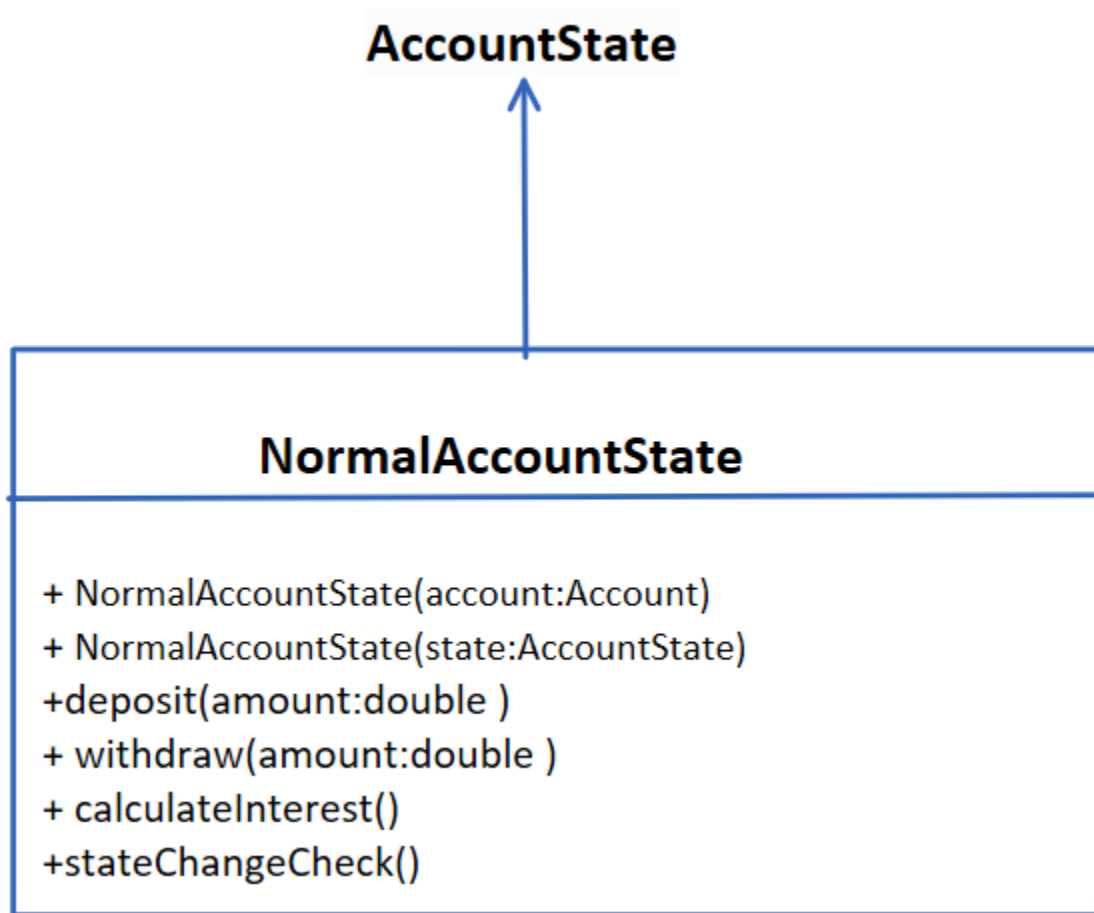 AccountState
NormalAccountState
+ NormalAccountState(account:Account)
+ NormalAccountState(state:AccountState)
+deposit(amount:double )
+ withdraw(amount:double )
+ calculateInterest()
+stateChangeCheck()